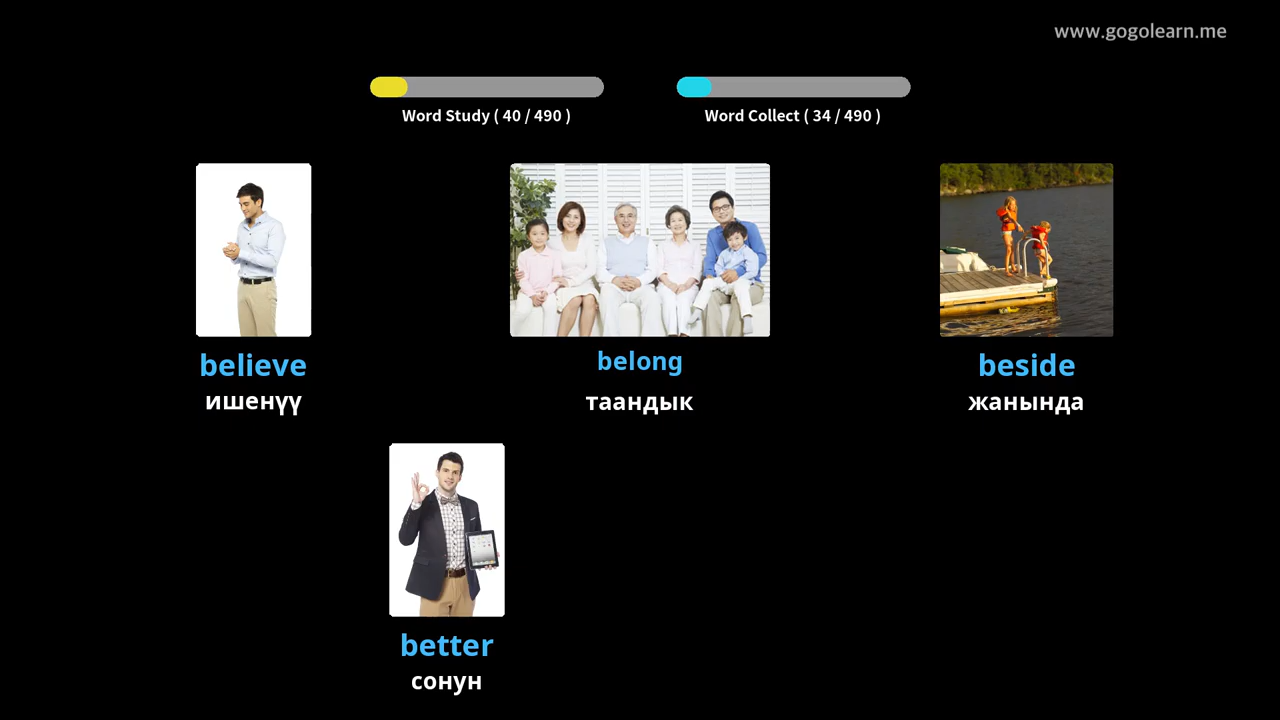 www.gogolearn.me
Word Study ( 40 / 490 )
Word Collect ( 34 / 490 )
believe
ишенүү
belong
таандык
beside
жанында
better
сонун